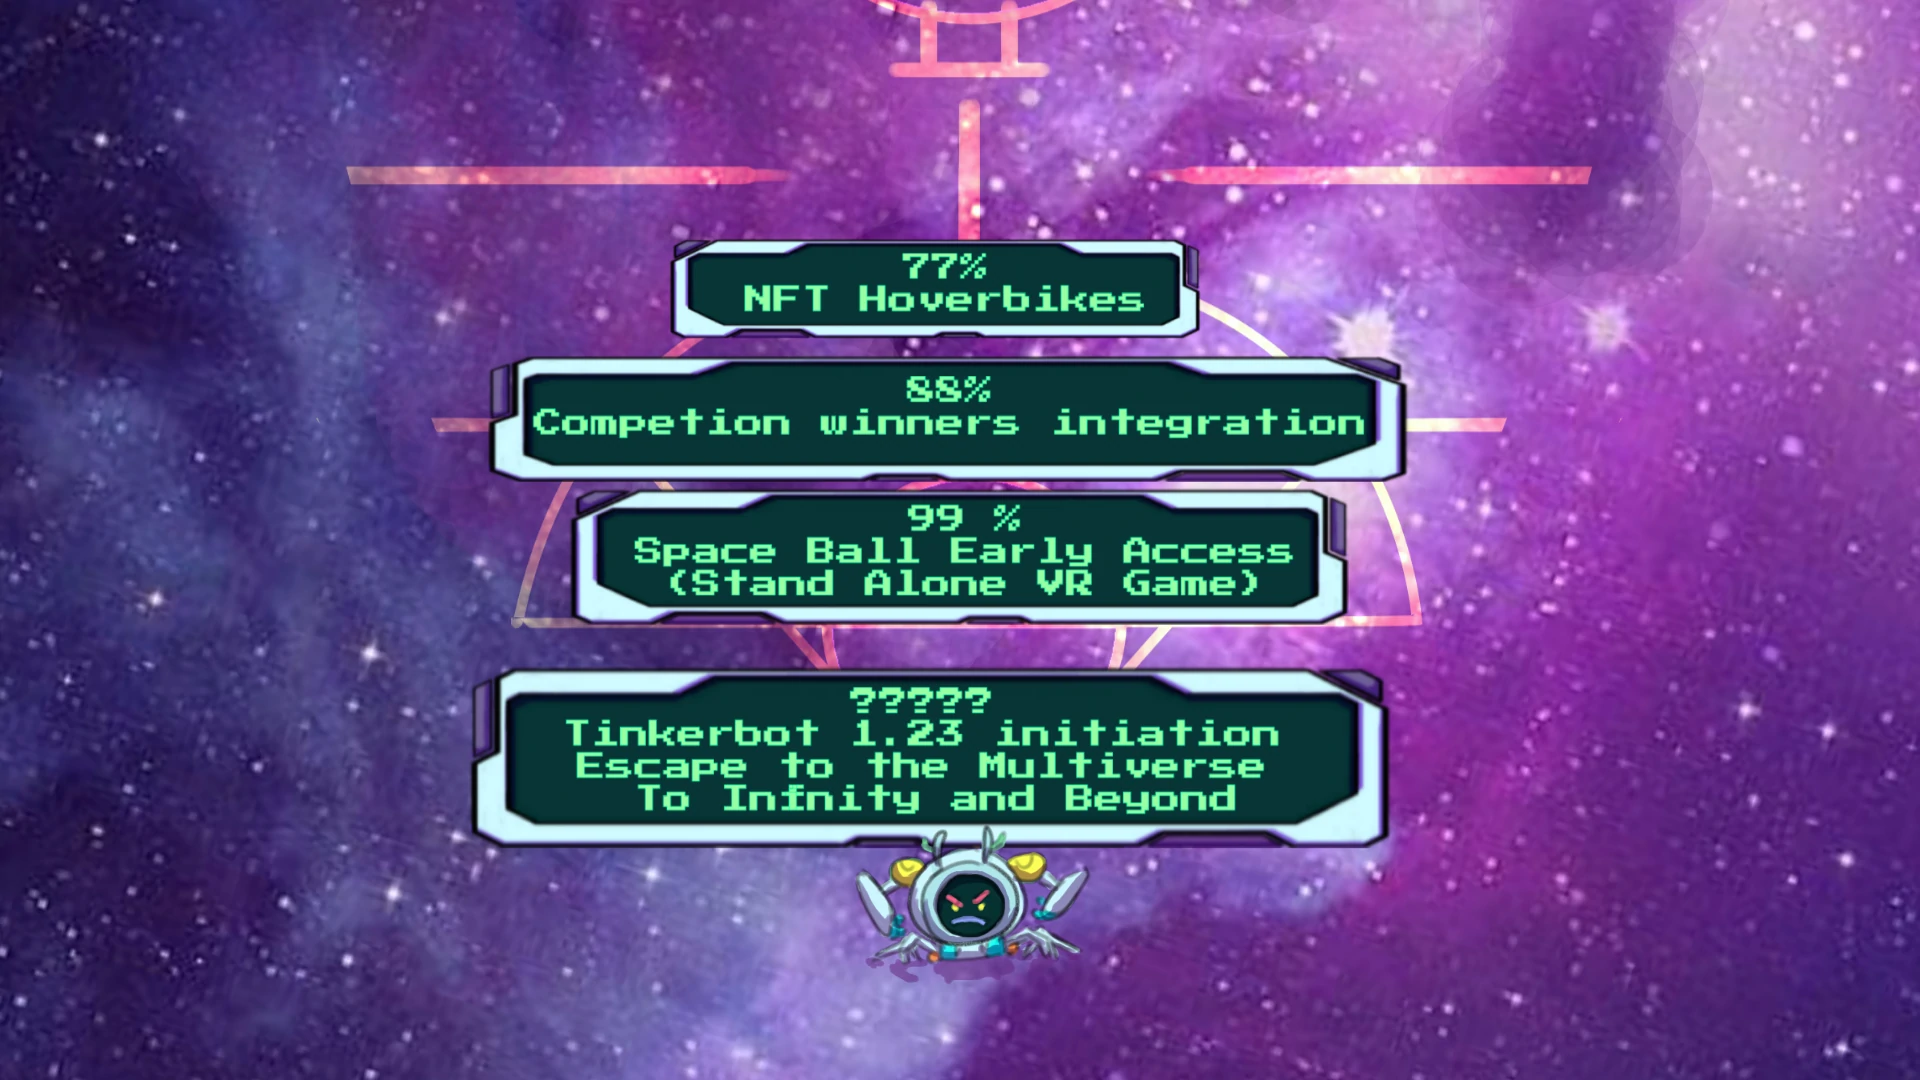 77%
NFT Hoverbikes
88%
Competion winners integration
99 %
Space Ball Early Access
(Stand Alone VR Game)
?????
Tinkerbot 1.23 initiation
Escape to the Multiverse
To Infinity and Beyond